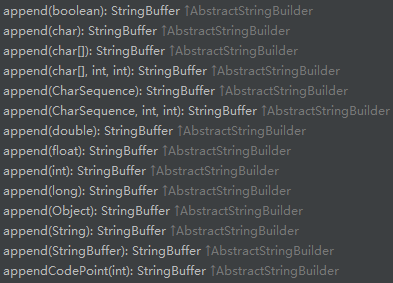 append(boolean): StringBuffer ↑AbstractStringBuilder
append(char): StringBuffer ↑AbstractStringBuilder
append(char[]): StringBuffer ↑AbstractStringBuilder
append(char[], int, int): StringBuffer ↑AbstractStringBuilder
append(CharSequence): StringBuffer ↑AbstractStringBuilder
append(CharSequence, int, int): StringBuffer ↑AbstractStringBuilder
append(double): StringBuffer ↑AbstractStringBuilder
append(float): StringBuffer ↑AbstractStringBuilder
append(int): StringBuffer ↑AbstractStringBuilder
append(long): StringBuffer ↑AbstractStringBuilder
append(Object): StringBuffer ↑AbstractStringBuilder
append(String): StringBuffer ↑AbstractStringBuilder
append(StringBuffer): StringBuffer ↑AbstractStringBuilder
appendCodePoint(int): StringBuffer ↑AbstractStringBuilder